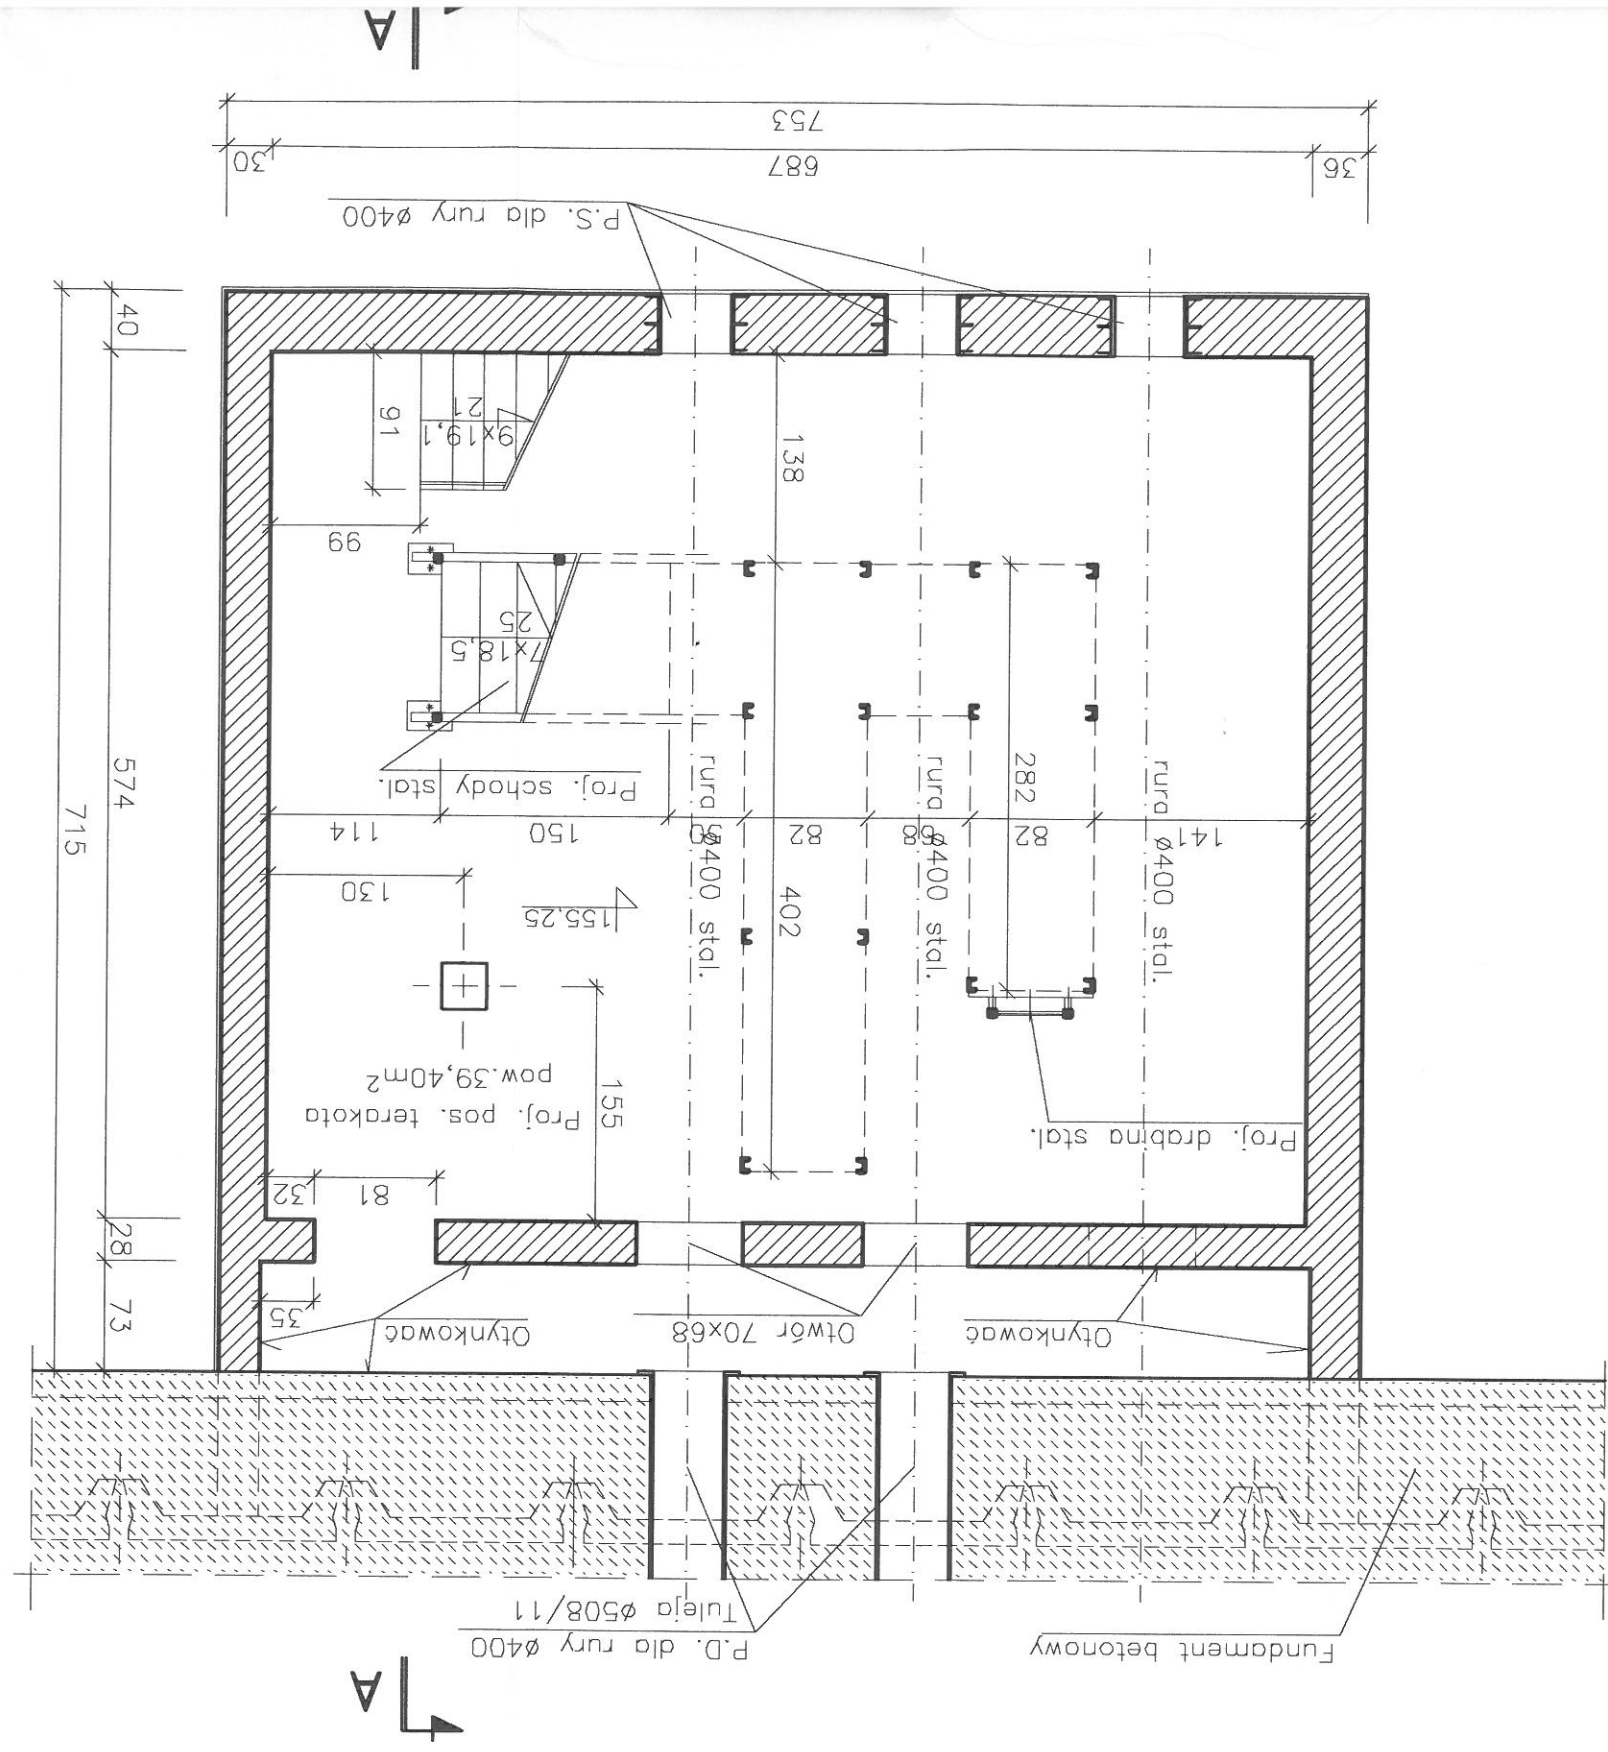 A
Fundament betonowy
P.D. dla rury ø400
Tuleja ø508/11
Otynkować
Otwór 70x68
Otynkować
35
73
28
81
32
Proj. drabina stal.
155
Proj. pos. terakota
pow.39,40m²
155,25
130
402
rura ø400 stal.
rura ø400 stal.
rura ø400 stal.
141
82
68
82
50
150
114
282
574
715
Proj. schody stal.
7x18,5
25
99
138
9x19,1
21
91
40
P.S. dla rury ø400
36
687
30
753
A